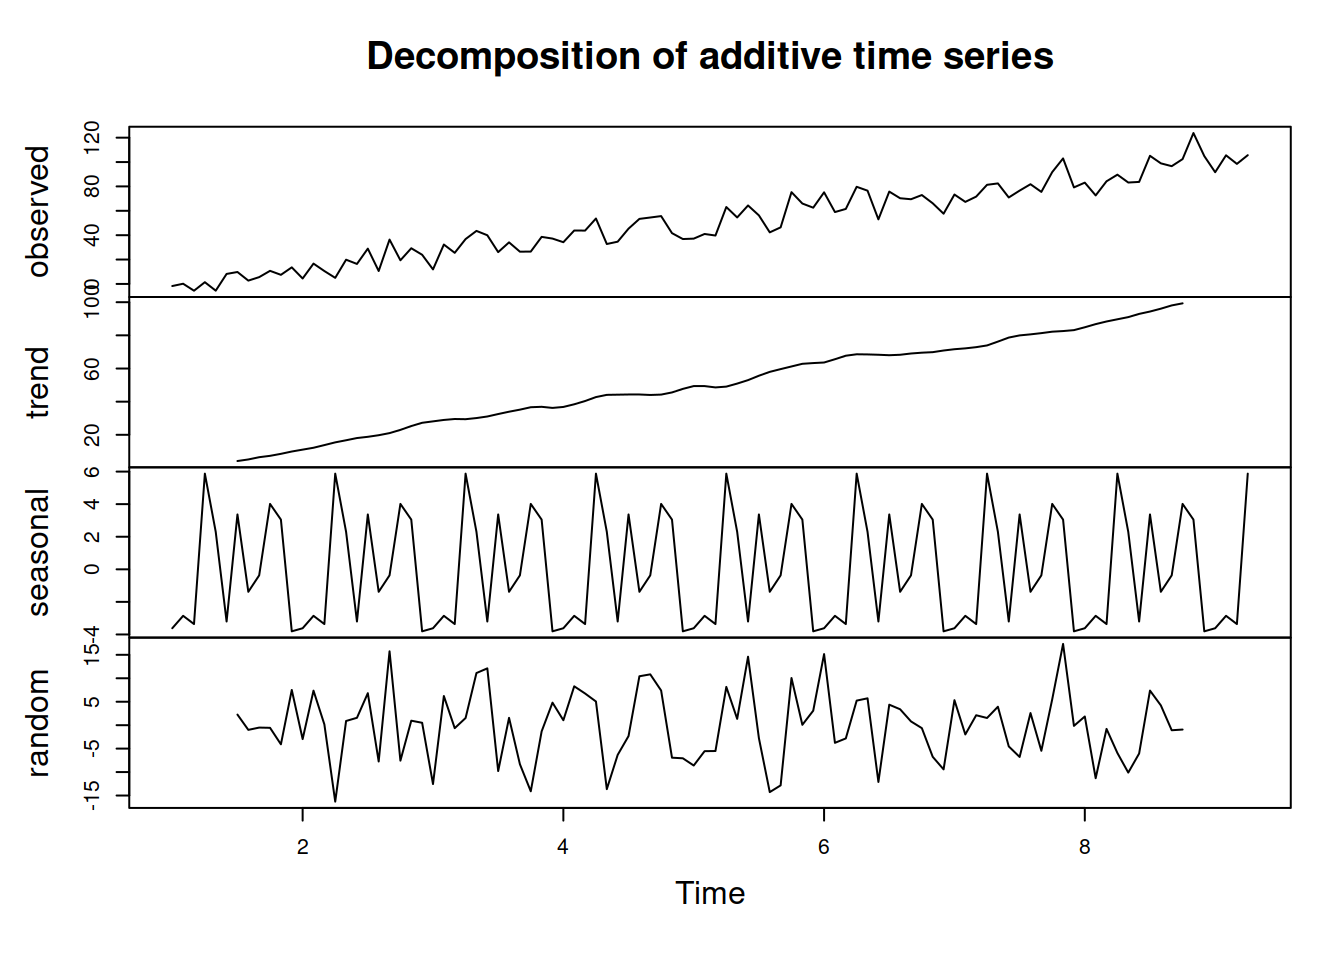 Decomposition of additive time series
observed
0 40 80 120
trend
20 60 100
seasonal
-4 0 2 4 6
random
-15 -5 5 15
2 4 6 8
Time